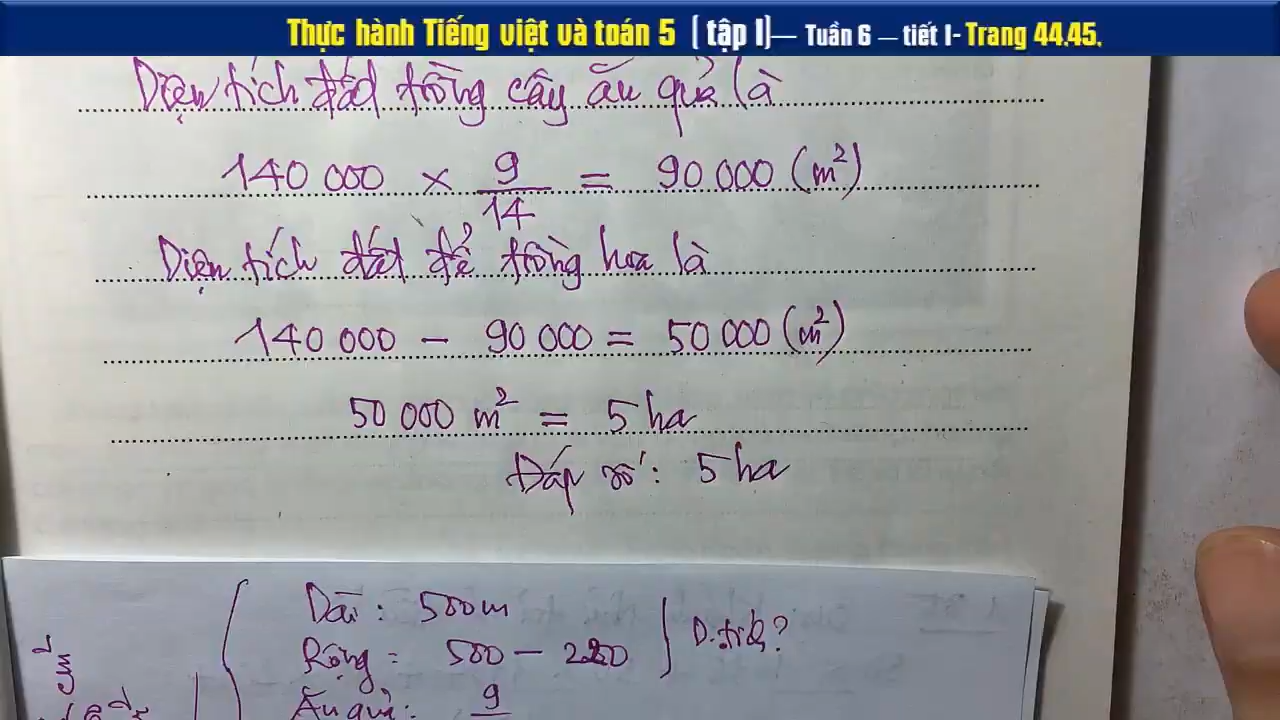 Thực hành Tiếng việt và toán 5 ( tập I)— Tuần 6 – tiết I- Trang 44,45.
Diện tích đất trồng cây ăn quả là
140 000 × 9/14 = 90 000 (m²)
Diện tích đất để trồng hoa là
140 000 − 90 000 = 50 000 (m²)
50 000 m² = 5 ha
Đáp số: 5 ha
Dài : 500m
Rộng = 500 − 220
D.tích?
Ăn quả: 9